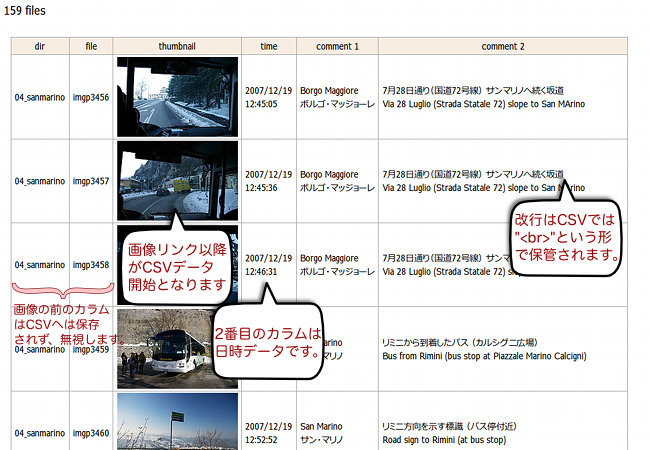 159 files
dir file thumbnail time comment 1 comment 2
04_sanmarino imgp3456 2007/12/19 Borgo Maggiore 7月28日通り(国道72号線) サンマリノへ続く坂道
12:45:05 ボルゴ・マッジョーレ Via 28 Luglio (Strada Statale 72) slope to San MArino
04_sanmarino imgp3457 2007/12/19 Borgo Maggiore 7月28日通り(国道72号線) サンマリノへ続く坂道
12:45:36 ボルゴ・マッジョーレ Via 28 Luglio (Strada Statale 72) slope to San M rino
改行はCSVでは
"<br>"という形
で保管されます。
画像リンク以降
がCSVデータ
開始となります
04_sanmarino imgp3458 2007/12/19 Borgo Maggiore 7月28日通り(国道72号線) サン
12:46:31 ボルゴ・マッジョーレ Via 28 Luglio (Strada Statale 72) slo
画像の前のカラム
はCSVへは保存
されず、無視します。
2番目のカラムは
日時データです。
04_sanmarino imgp3459 arino リミニから到着したバス (カルシグニ広場)
マリノ Bus from Rimini (bus stop at Piazzale Marino Calcigni)
04_sanmarino imgp3460 2007/12/19 San Marino リミニ方向を示す標識 (バス停付近)
12:52:52 サン・マリノ Road sign to Rimini (at bus stop)